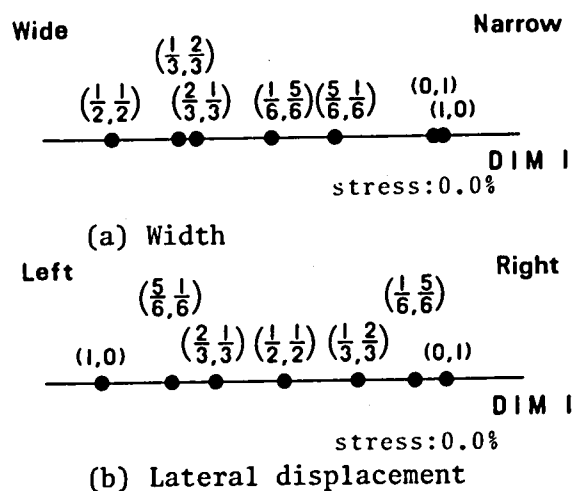 Wide Narrow
(1/3, 2/3)
(1/2, 1/2) (2/3, 1/3) (1/6, 5/6) (5/6, 1/6) (0,1)
(1,0)
DIM I
stress:0.0%
(a) Width
Left Right
(5/6, 1/6) (1/6, 5/6)
(1,0) (2/3, 1/3) (1/2, 1/2) (1/3, 2/3) (0,1)
DIM I
stress:0.0%
(b) Lateral displacement